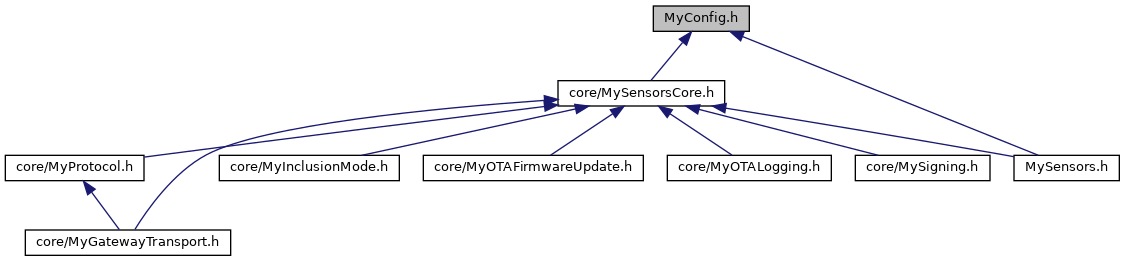 MyConfig.h
core/MySensorsCore.h
core/MyProtocol.h
core/MyInclusionMode.h
core/MyOTAFirmwareUpdate.h
core/MyOTALogging.h
core/MySigning.h
MySensors.h
core/MyGatewayTransport.h